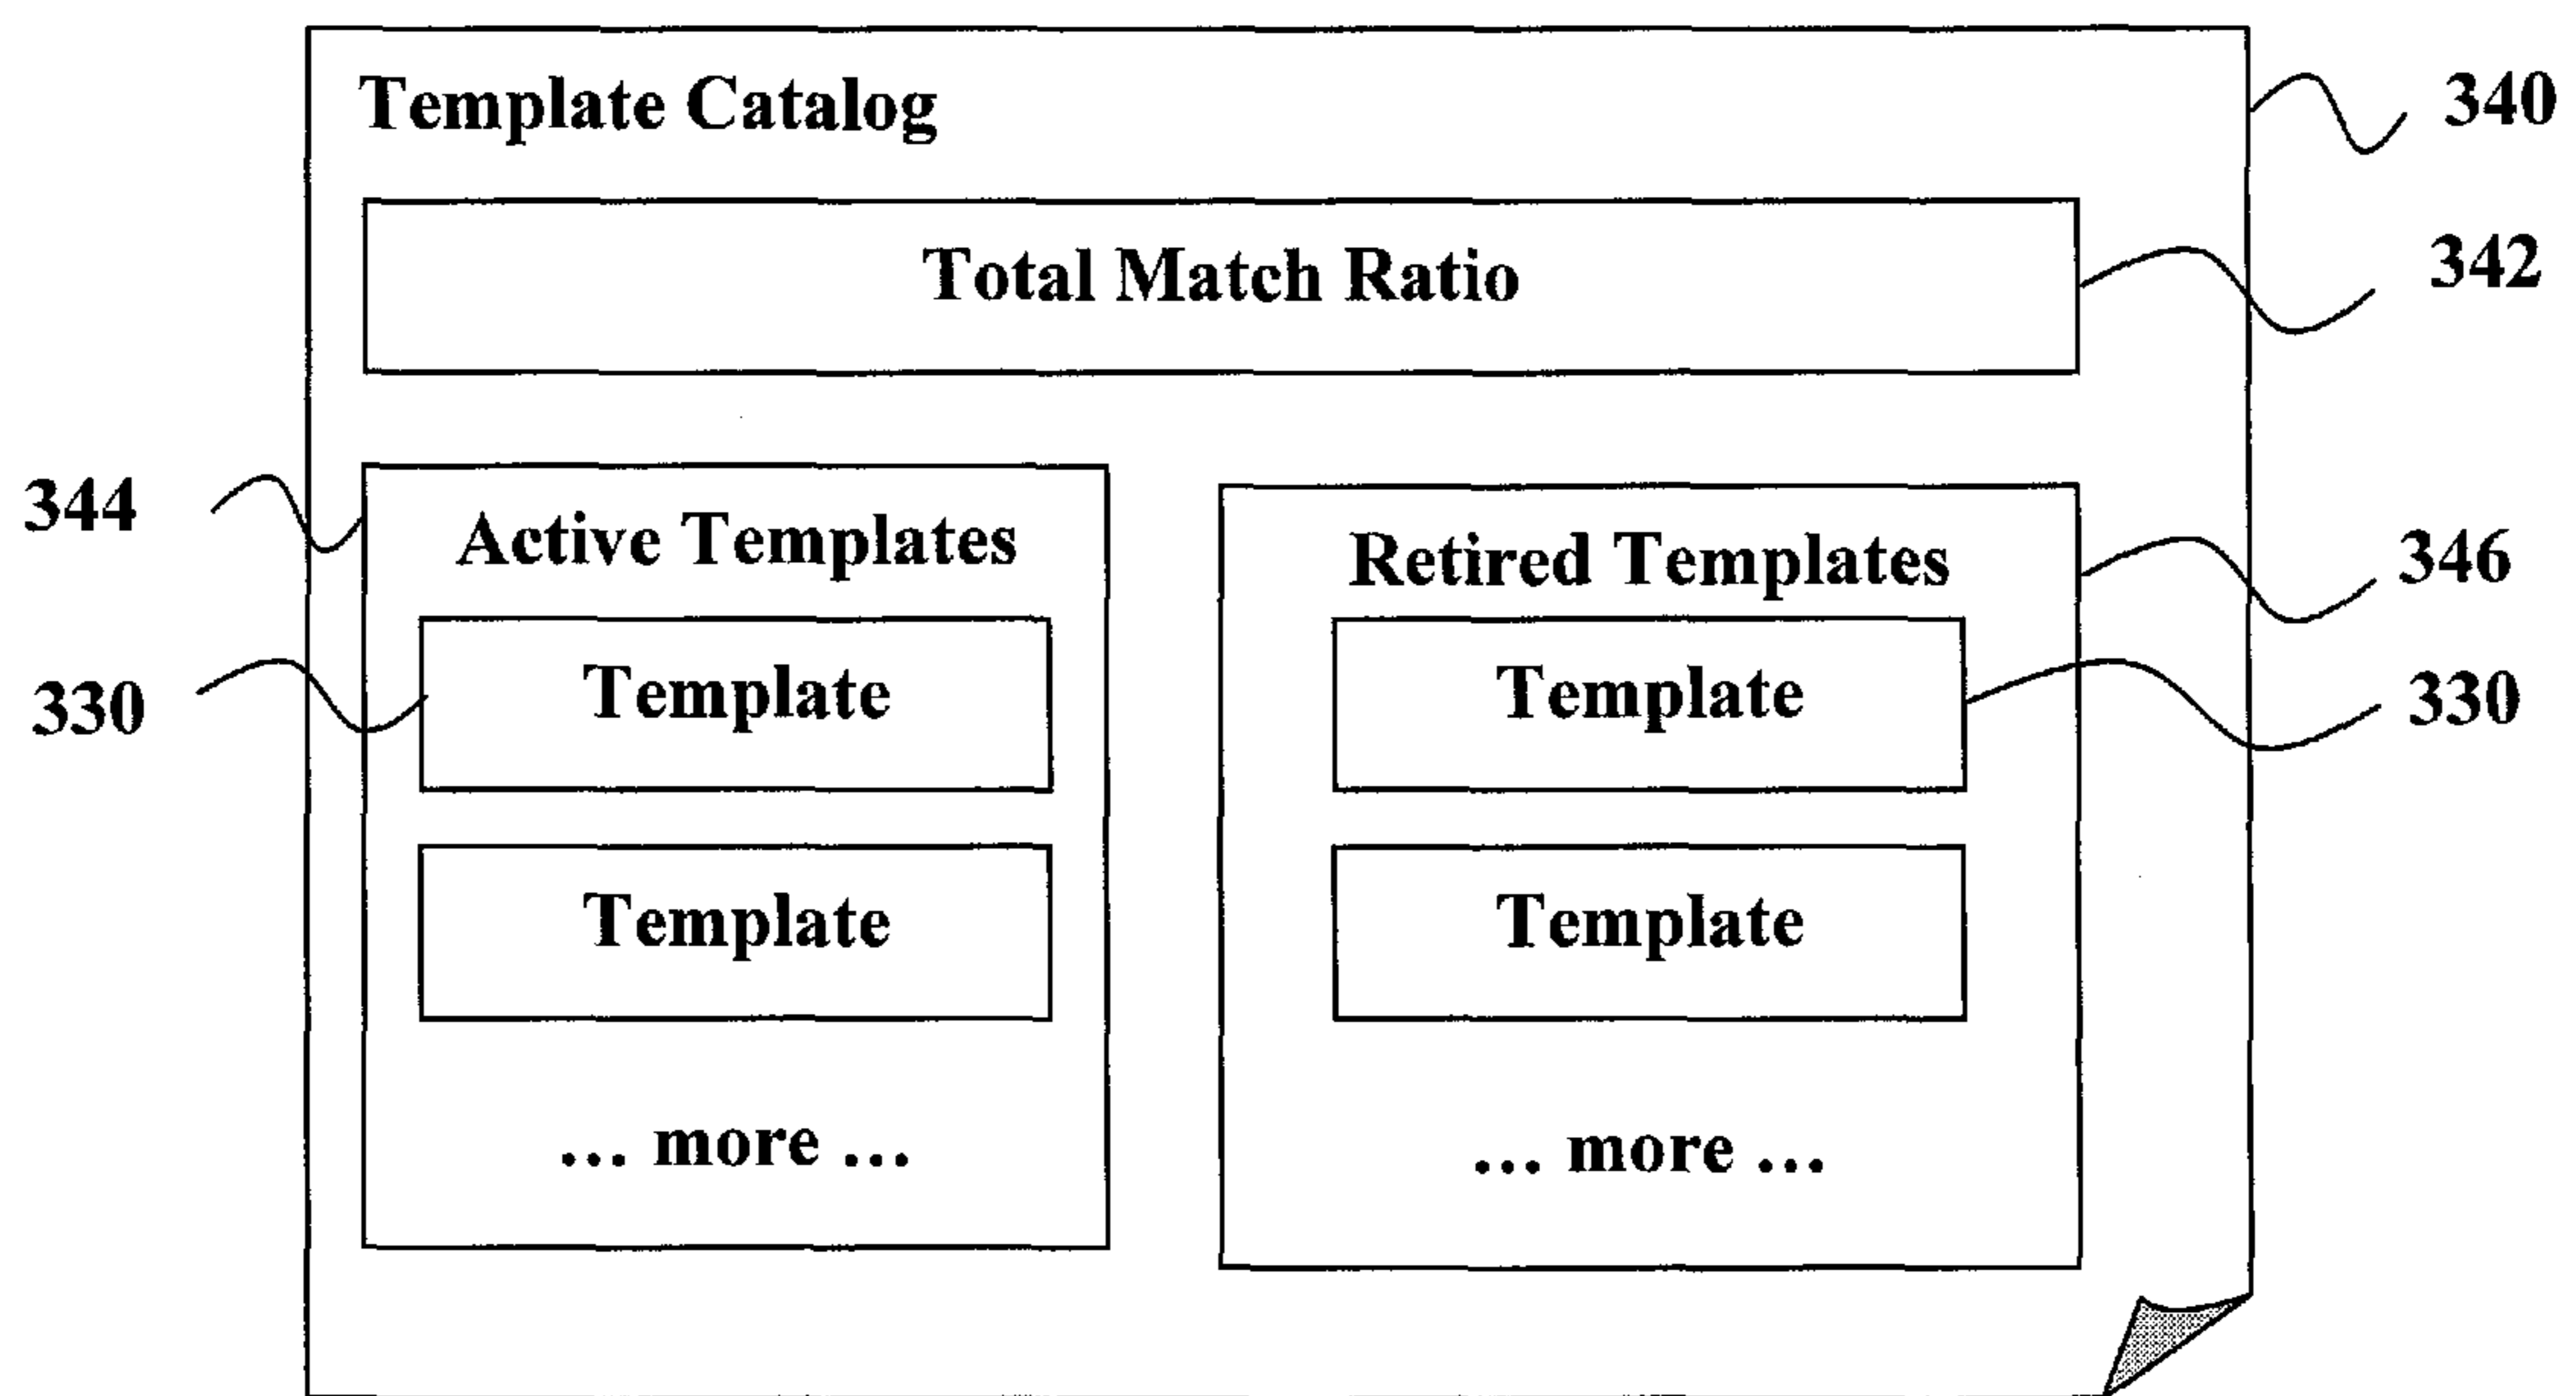 Template Catalog
340
Total Match Ratio
342
344
Active Templates
Retired Templates
346
330
Template
Template
330
Template
Template
... more ...
... more ...